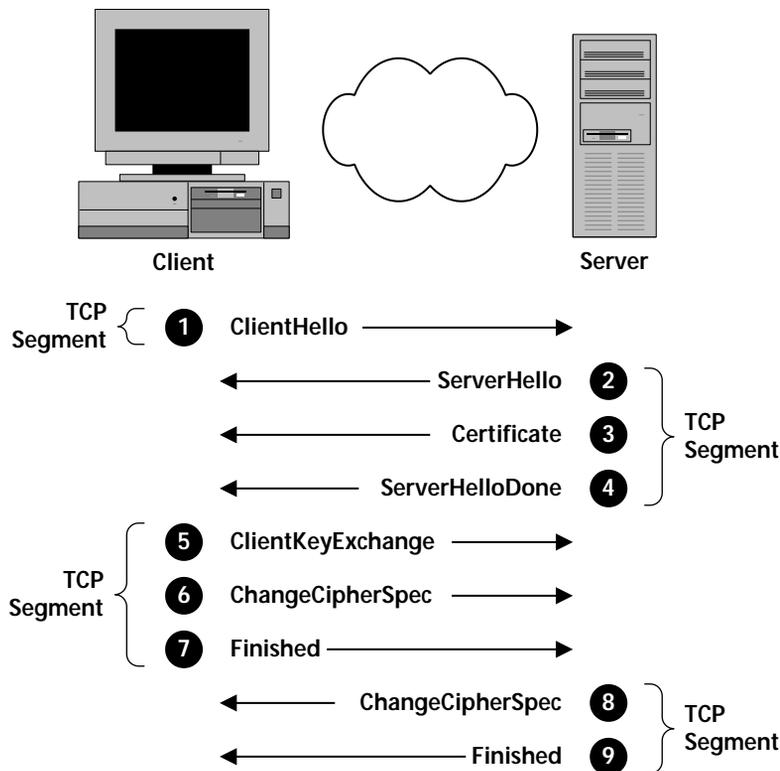 Client
Server
TCP
Segment
1 ClientHello
ServerHello 2
Certificate 3
TCP
Segment
ServerHelloDone 4
5 ClientKeyExchange
TCP
Segment
6 ChangeCipherSpec
7 Finished
ChangeCipherSpec 8
TCP
Segment
Finished 9